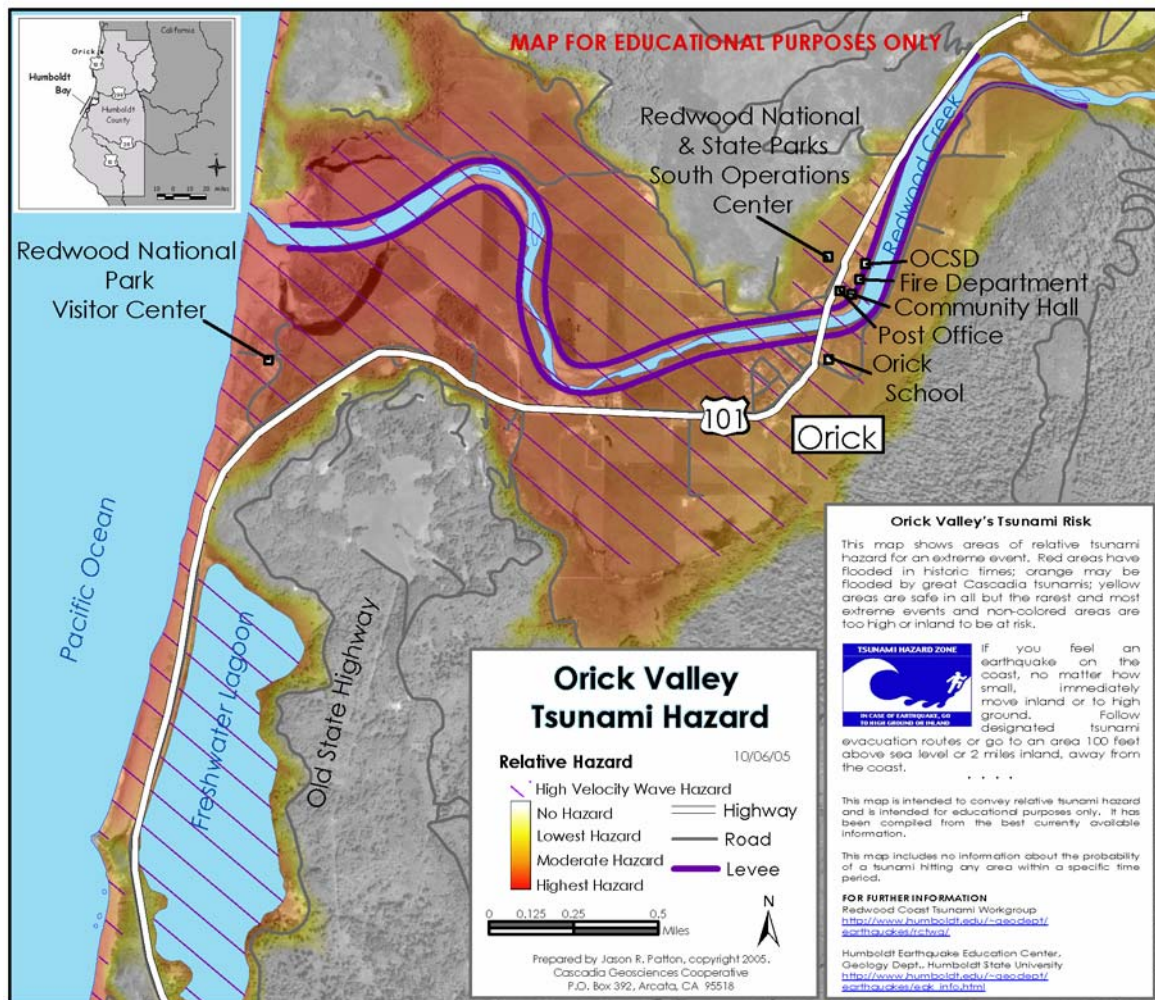 MAP FOR EDUCATIONAL PURPOSES ONLY
California
Orick
Humboldt
Bay
Humboldt
County
10 0 10 20 Miles
Redwood National
& State Parks
South Operations
Center
Redwood Creek
OCSD
Fire Department
Community Hall
Post Office
Orick
School
Redwood National
Park
Visitor Center
101
Orick
Pacific Ocean
Freshwater Lagoon
Old State Highway
Orick Valley
Tsunami Hazard
10/06/05
Relative Hazard
High Velocity Wave Hazard
No Hazard
Lowest Hazard
Moderate Hazard
Highest Hazard
Highway
Road
Levee
0 0.125 0.25 0.5
Miles
N
Prepared by Jason R. Patton, copyright 2005.
Cascadia Geosciences Cooperative
P.O. Box 392, Arcata, CA 95518
Orick Valley's Tsunami Risk
This map shows areas of relative tsunami
hazard for an extreme event. Red areas have
flooded in historic times; orange may be
flooded by great Cascadia tsunamis; yellow
areas are safe in all but the rarest and most
extreme events and non-colored areas are
too high or inland to be at risk.
TSUNAMI HAZARD ZONE
IN CASE OF EARTHQUAKE, GO
TO HIGH GROUND OR INLAND
If you feel an
earthquake on the
coast, no matter how
small, immediately
move inland or to high
ground. Follow
designated tsunami
evacuation routes or go to an area 100 feet
above sea level or 2 miles inland, away from
the coast.
. . . .
This map is intended to convey relative tsunami hazard
and is intended for educational purposes only. It has
been compiled from the best currently available
information.
This map includes no information about the probability
of a tsunami hitting any area within a specific time
period.
FOR FURTHER INFORMATION
Redwood Coast Tsunami Workgroup
http://www.humboldt.edu/~geodept/
earthquakes/rctwg/
Humboldt Earthquake Education Center,
Geology Dept., Humboldt State University
http://www.humboldt.edu/~geodept/
earthquakes/eqk_info.html